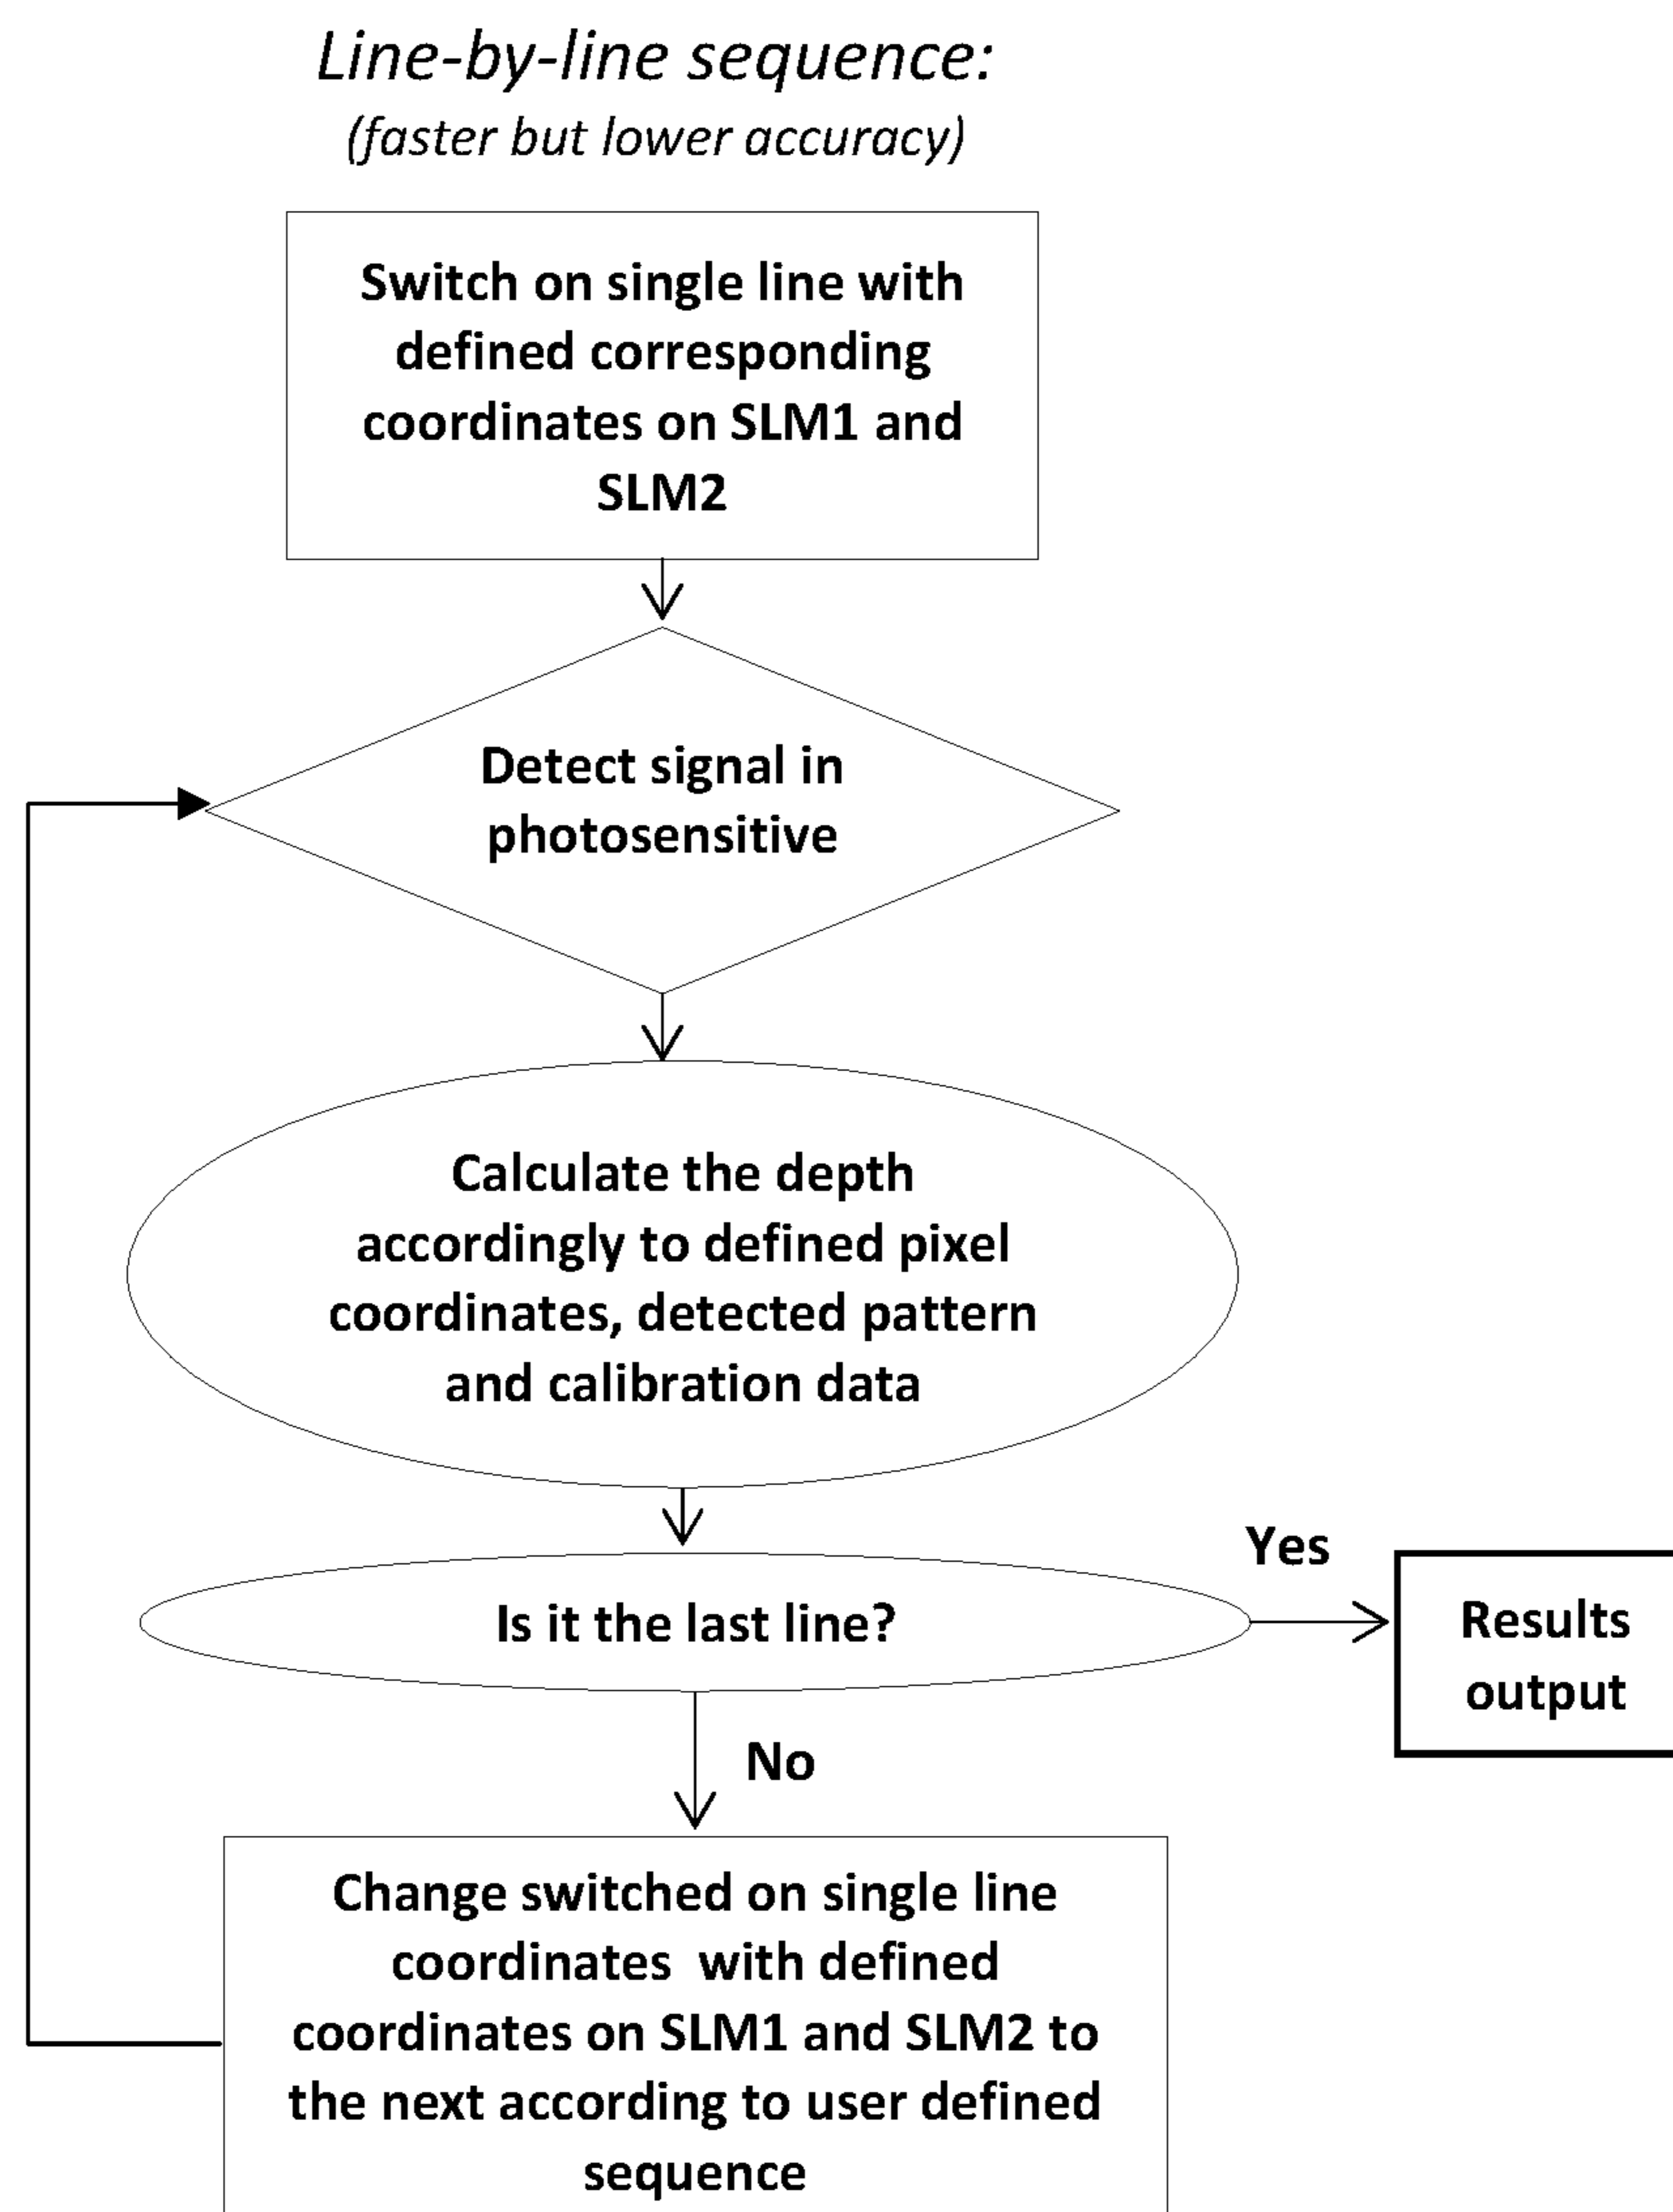 Line-by-line sequence:
(faster but lower accuracy)
Switch on single line with
defined corresponding
coordinates on SLM1 and
SLM2
Detect signal in
photosensitive
Calculate the depth
accordingly to defined pixel
coordinates, detected pattern
and calibration data
Is it the last line?
Yes
Results
output
No
Change switched on single line
coordinates with defined
coordinates on SLM1 and SLM2 to
the next according to user defined
sequence